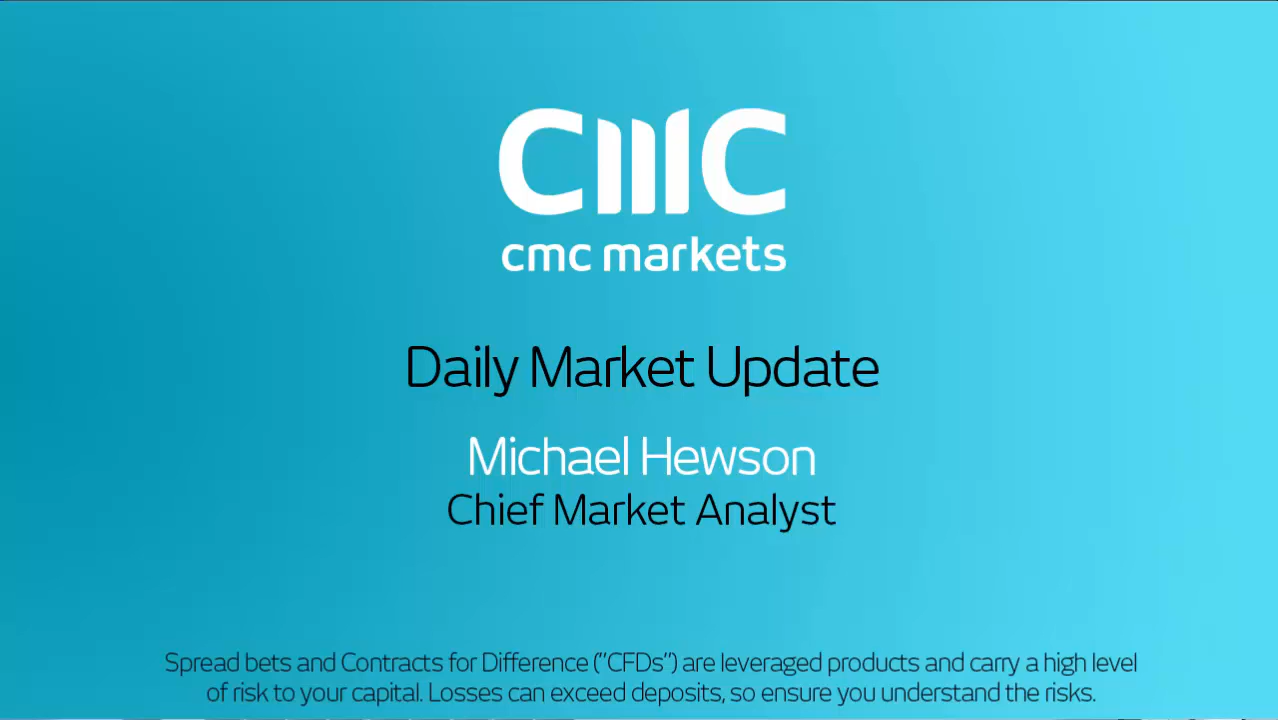 CMC
cmc markets
Daily Market Update
Michael Hewson
Chief Market Analyst
Spread bets and Contracts for Difference ("CFDs") are leveraged products and carry a high level
of risk to your capital. Losses can exceed deposits, so ensure you understand the risks.